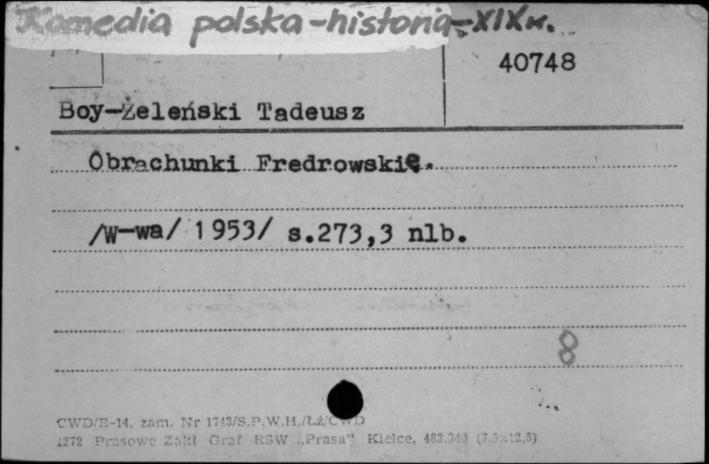 Komedia polska-historia-XIXw.
40748
Boy-Żeleński Tadeusz
Obrachunki Fredrowskie.
/W-wa/ 1953/ s.273,3 nlb.
8
CWD/E-14. zam. Nr 1743/S.P.W.H./Łź/CWD
1272 Prasowe Zakł Graf RSW „Prasa” Kielce, 483.340 (7.5x12,5)